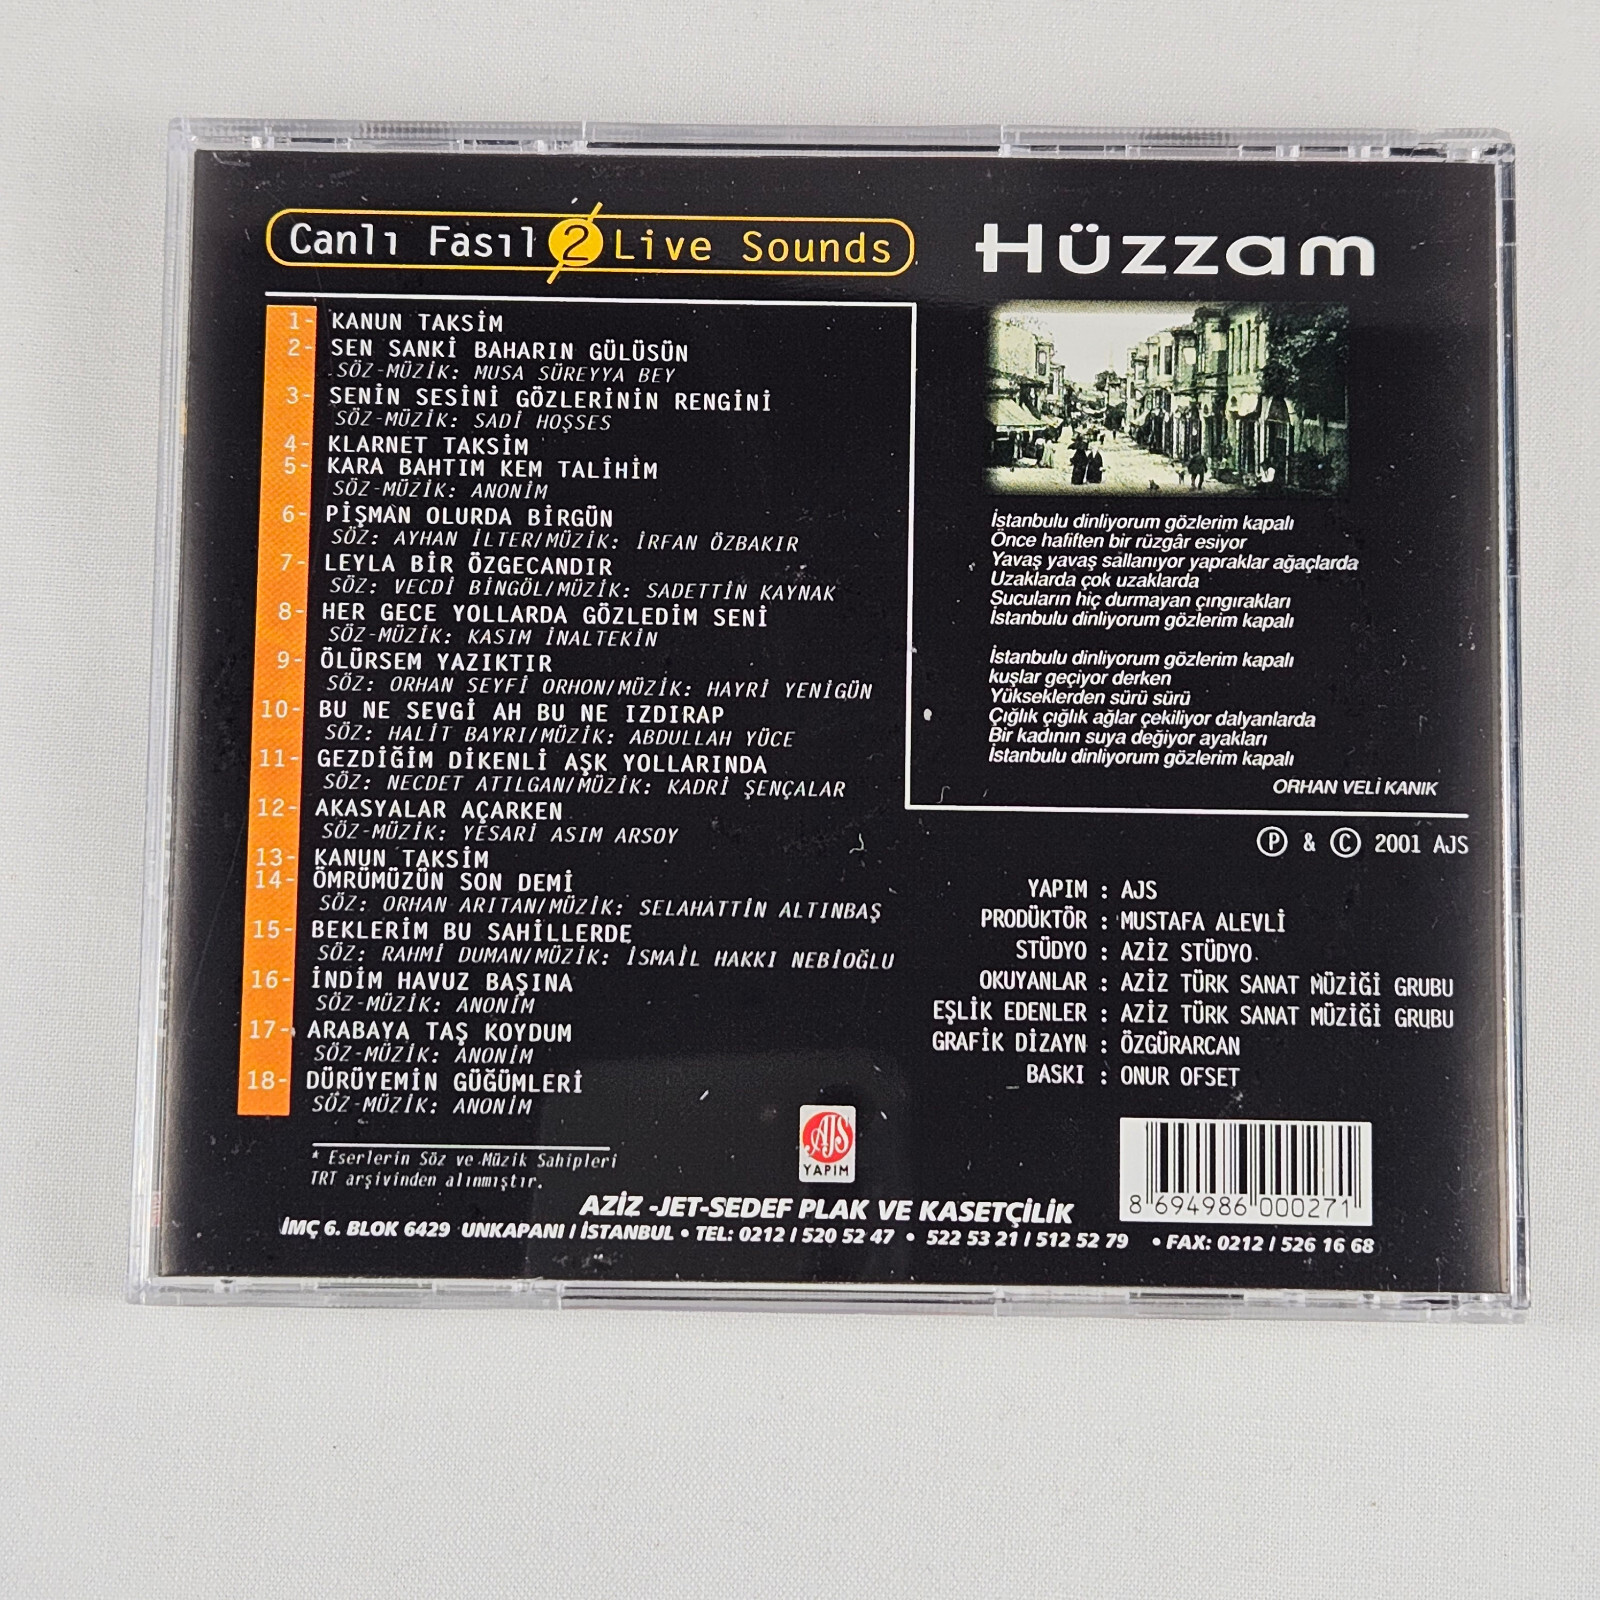 Canlı Fasıl 2 Live Sounds
Hüzzam
1- KANUN TAKSİM
2- SEN SANKİ BAHARIN GÜLÜSÜN
SÖZ-MÜZİK: MUSA SÜREYYA BEY
3- SENİN SESİNİ GÖZLERİNİN RENGİNİ
SÖZ-MÜZİK: SADİ HOŞSES
4- KLARNET TAKSİM
5- KARA BAHTIM KEM TALİHİM
SÖZ-MÜZİK: ANONİM
6- PİŞMAN OLURDA BİRGÜN
SÖZ: AYHAN İLTER/MÜZİK: İRFAN ÖZBAKIR
7- LEYLA BİR ÖZGECANDIR
SÖZ: VECDİ BİNGÖL/MÜZİK: SADETTİN KAYNAK
8- HER GECE YOLLARDA GÖZLEDİM SENİ
SÖZ-MÜZİK: KASIM İNALTEKİN
9- ÖLÜRSEM YAZIKTIR
SÖZ: ORHAN SEYFİ ORHON/MÜZİK: HAYRİ YENİGÜN
10- BU NE SEVGİ AH BU NE IZDIRAP
SÖZ: HALİT BAYRI/MÜZİK: ABDULLAH YÜCE
11- GEZDİĞİM DİKENLİ AŞK YOLLARINDA
SÖZ: NECDET ATILGAN/MÜZİK: KADRİ ŞENÇALAR
12- AKASYALAR AÇARKEN
SÖZ-MÜZİK: YESARİ ASIM ARSOY
13- KANUN TAKSİM
14- ÖMRÜMÜZÜN SON DEMİ
SÖZ: ORHAN ARITAN/MÜZİK: SELAHATTİN ALTINBAŞ
15- BEKLERİM BU SAHİLLERDE
SÖZ: RAHMİ DUMAN/MÜZİK: İSMAİL HAKKI NEBİOĞLU
16- İNDİM HAVUZ BAŞINA
SÖZ-MÜZİK: ANONİM
17- ARABAYA TAŞ KOYDUM
SÖZ-MÜZİK: ANONİM
18- DÜRÜYEMİN GÜĞÜMLERİ
SÖZ-MÜZİK: ANONİM
* Eserlerin Söz ve Müzik Sahipleri
TRT arşivinden alınmıştır.
İstanbulu dinliyorum gözlerim kapalı
Önce hafiften bir rüzgâr esiyor
Yavaş yavaş sallanıyor yapraklar ağaçlarda
Uzaklarda çok uzaklarda
Sucuların hiç durmayan çıngırakları
İstanbulu dinliyorum gözlerim kapalı
İstanbulu dinliyorum gözlerim kapalı
kuşlar geçiyor derken
Yükseklerden sürü sürü
Çığlık çığlık ağlar çekiliyor dalyanlarda
Bir kadının suya değiyor ayakları
İstanbulu dinliyorum gözlerim kapalı
ORHAN VELİ KANIK
Ⓟ & © 2001 AJS
YAPIM : AJS
PRODÜKTÖR : MUSTAFA ALEVLİ
STÜDYO : AZİZ STÜDYO
OKUYANLAR : AZİZ TÜRK SANAT MÜZİĞİ GRUBU
EŞLİK EDENLER : AZİZ TÜRK SANAT MÜZİĞİ GRUBU
GRAFİK DİZAYN : ÖZGÜRARCAN
BASKI : ONUR OFSET
AJS
YAPIM
8 694986 000271
AZİZ -JET-SEDEF PLAK VE KASETÇİLİK
İMÇ 6. BLOK 6429 UNKAPANI / İSTANBUL • TEL: 0212 / 520 52 47 • 522 53 21 / 512 52 79 • FAX: 0212 / 526 16 68